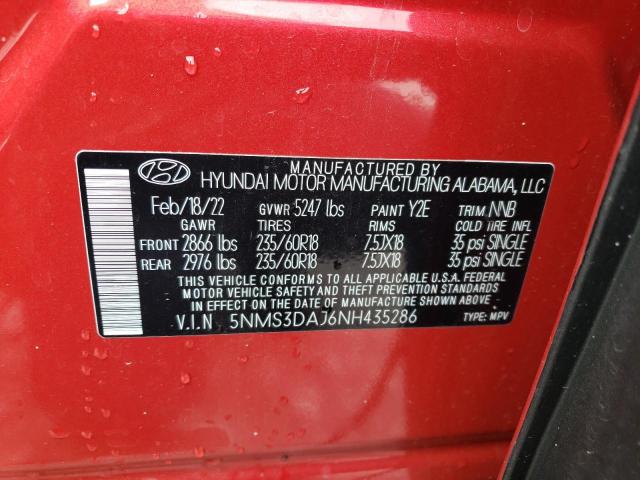 MANUFACTURED BY
HYUNDAI MOTOR MANUFACTURING ALABAMA, LLC
Feb/18/22 GVWR 5247 lbs PAINT Y2E TRIM NNB
GAWR TIRES RIMS COLD TIRE INFL
FRONT 2866 lbs 235/60R18 7.5JX18 35 psi SINGLE
REAR 2976 lbs 235/60R18 7.5JX18 35 psi SINGLE
THIS VEHICLE CONFORMS TO ALL APPLICABLE U.S.A. FEDERAL
MOTOR VEHICLE SAFETY AND THEFT PREVENTION STANDARDS
IN EFFECT ON THE DATE OF MANUFACTURE SHOWN ABOVE.
V.I.N 5NMS3DAJ6NH435286 TYPE: MPV